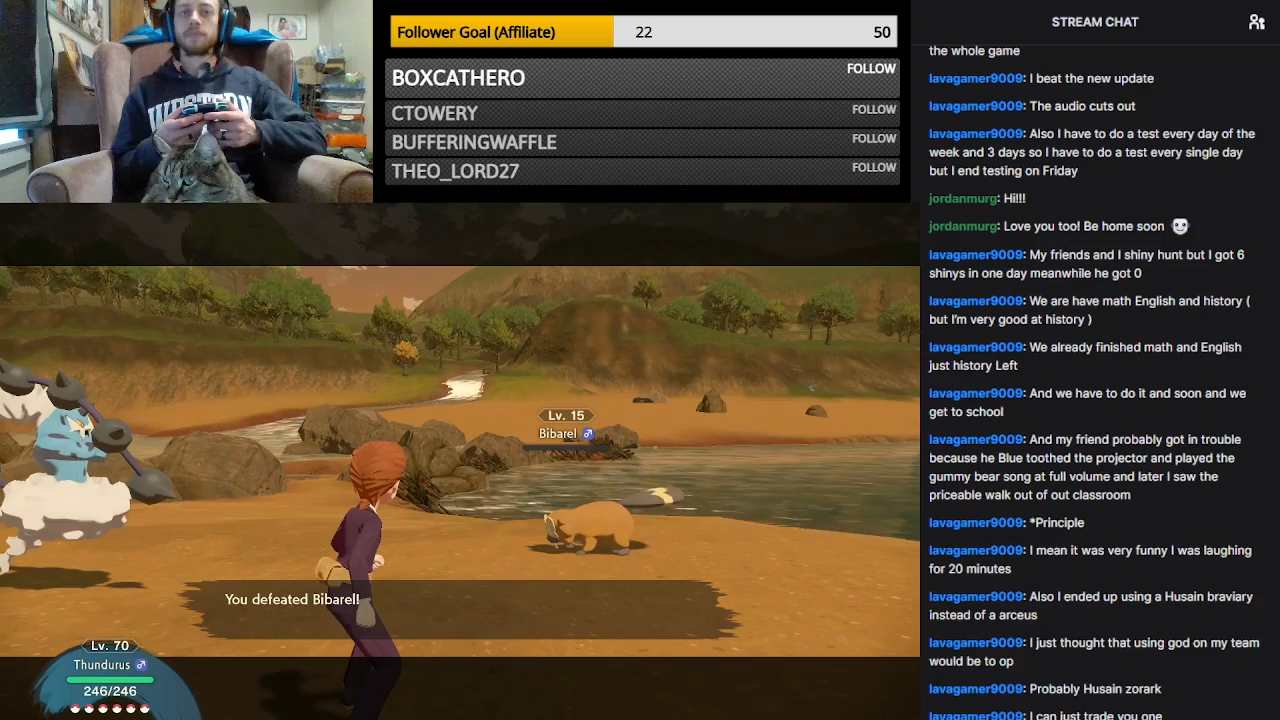 Follower Goal (Affiliate) 22 50
BOXCATHERO FOLLOW
CTOWERY FOLLOW
BUFFERINGWAFFLE FOLLOW
THEO_LORD27 FOLLOW
WESTERN
Lv. 15
Bibarel
You defeated Bibarel!
Lv. 70
Thundurus
246/246
STREAM CHAT
the whole game
lavagamer9009: I beat the new update
lavagamer9009: The audio cuts out
lavagamer9009: Also I have to do a test every day of the
week and 3 days so I have to do a test every single day
but I end testing on Friday
jordanmurg: Hi!!!
jordanmurg: Love you too! Be home soon
lavagamer9009: My friends and I shiny hunt but I got 6
shinys in one day meanwhile he got 0
lavagamer9009: We are have math English and history (
but I'm very good at history )
lavagamer9009: We already finished math and English
just history Left
lavagamer9009: And we have to do it and soon and we
get to school
lavagamer9009: And my friend probably got in trouble
because he Blue toothed the projector and played the
gummy bear song at full volume and later I saw the
priceable walk out of out classroom
lavagamer9009: *Principle
lavagamer9009: I mean it was very funny I was laughing
for 20 minutes
lavagamer9009: Also I ended up using a Husain braviary
instead of a arceus
lavagamer9009: I just thought that using god on my team
would be to op
lavagamer9009: Probably Husain zorark
lavagamer9009: I can just trade you one